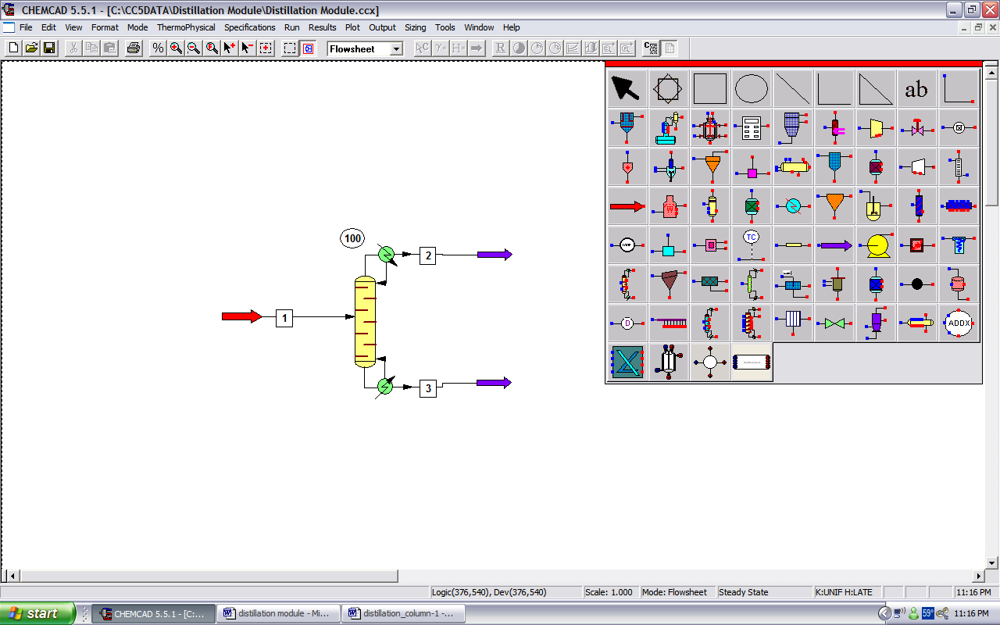 CHEMCAD 5.5.1 - [C:\CC5DATA\Distillation Module\Distillation Module.ccx]
File Edit View Format Mode ThermoPhysical Specifications Run Results Plot Output Sizing Tools Window Help
% Flowsheet C γ= H= R C
ab
100
2
1
3
TC
D
ADDX
X
Logic(376,540), Dev(376,540) Scale: 1.000 Mode: Flowsheet Steady State K:UNIF H:LATE 11:16 PM
start CHEMCAD 5.5.1 - [C:... distillation module - Mi... distillation_column-1 -... 59° 11:16 PM